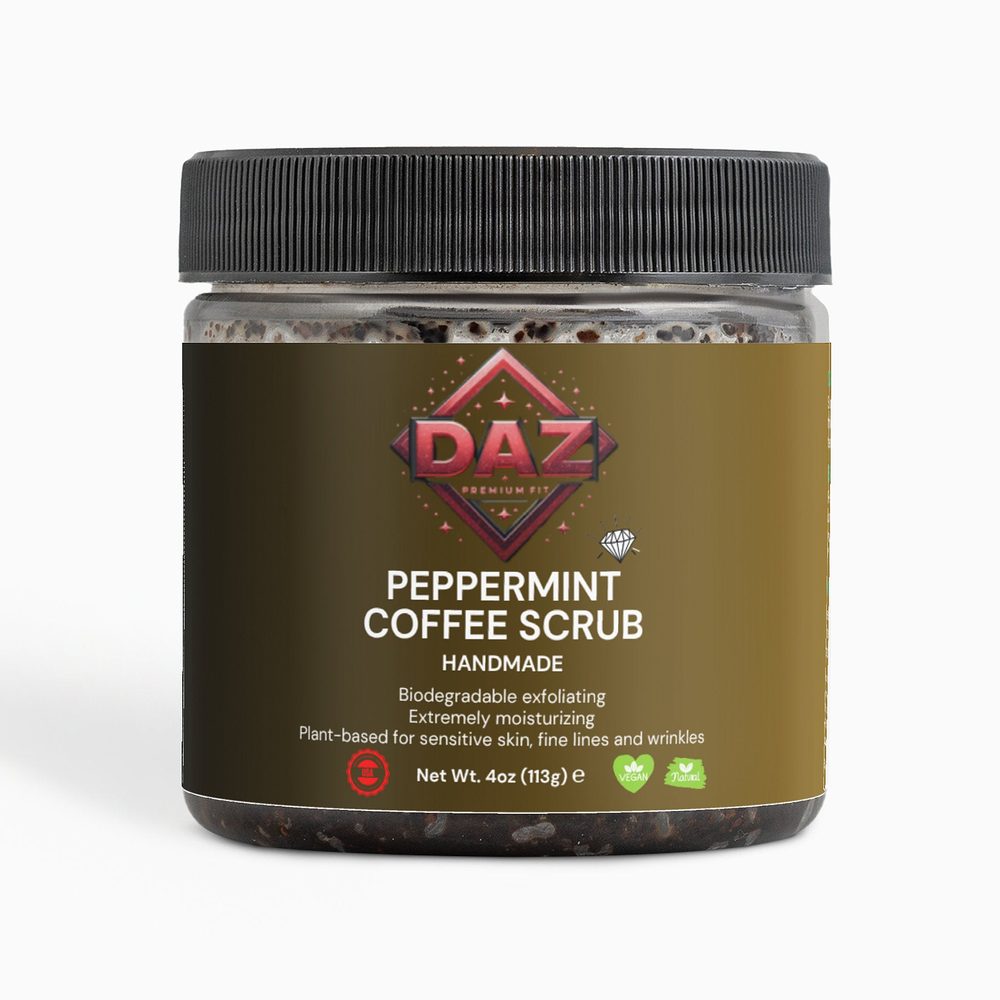 DAZ
PREMIUM FIT
PEPPERMINT
COFFEE SCRUB
HANDMADE
Biodegradable exfoliating
Extremely moisturizing
Plant-based for sensitive skin, fine lines and wrinkles
USA
Net Wt. 4oz (113g) ℮
VEGAN
Natural